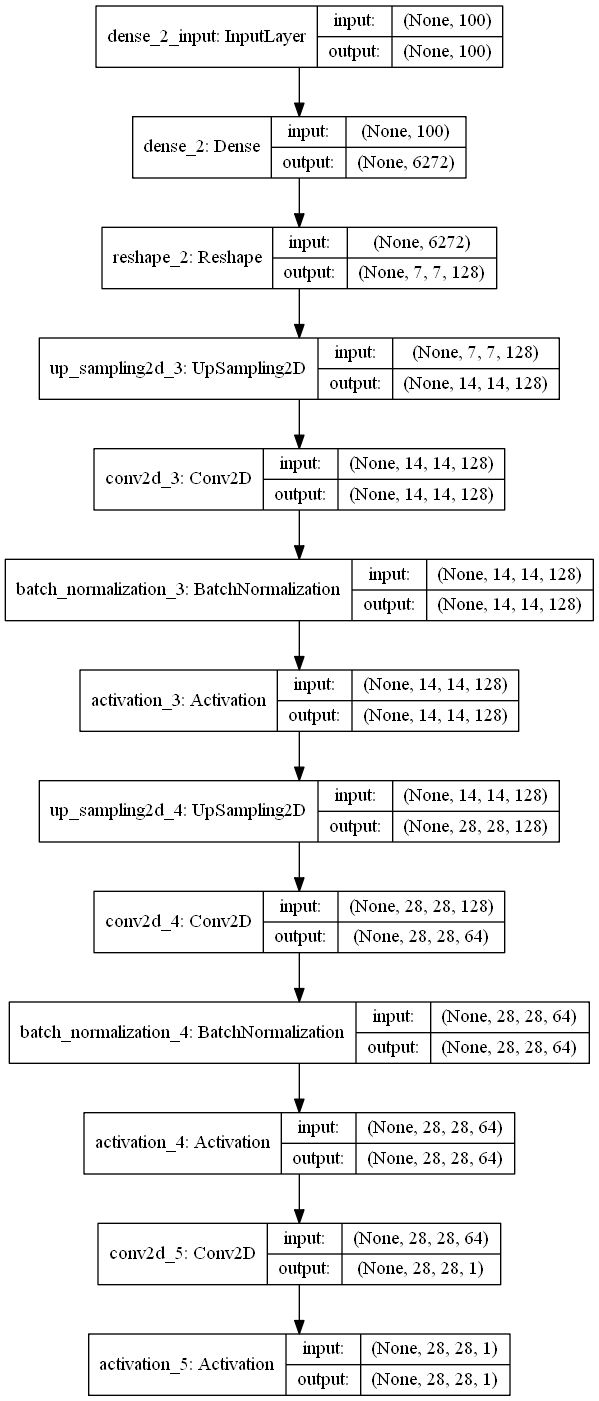 dense_2_input: InputLayer
input: (None, 100)
output: (None, 100)
dense_2: Dense
input: (None, 100)
output: (None, 6272)
reshape_2: Reshape
input: (None, 6272)
output: (None, 7, 7, 128)
up_sampling2d_3: UpSampling2D
input: (None, 7, 7, 128)
output: (None, 14, 14, 128)
conv2d_3: Conv2D
input: (None, 14, 14, 128)
output: (None, 14, 14, 128)
batch_normalization_3: BatchNormalization
input: (None, 14, 14, 128)
output: (None, 14, 14, 128)
activation_3: Activation
input: (None, 14, 14, 128)
output: (None, 14, 14, 128)
up_sampling2d_4: UpSampling2D
input: (None, 14, 14, 128)
output: (None, 28, 28, 128)
conv2d_4: Conv2D
input: (None, 28, 28, 128)
output: (None, 28, 28, 64)
batch_normalization_4: BatchNormalization
input: (None, 28, 28, 64)
output: (None, 28, 28, 64)
activation_4: Activation
input: (None, 28, 28, 64)
output: (None, 28, 28, 64)
conv2d_5: Conv2D
input: (None, 28, 28, 64)
output: (None, 28, 28, 1)
activation_5: Activation
input: (None, 28, 28, 1)
output: (None, 28, 28, 1)